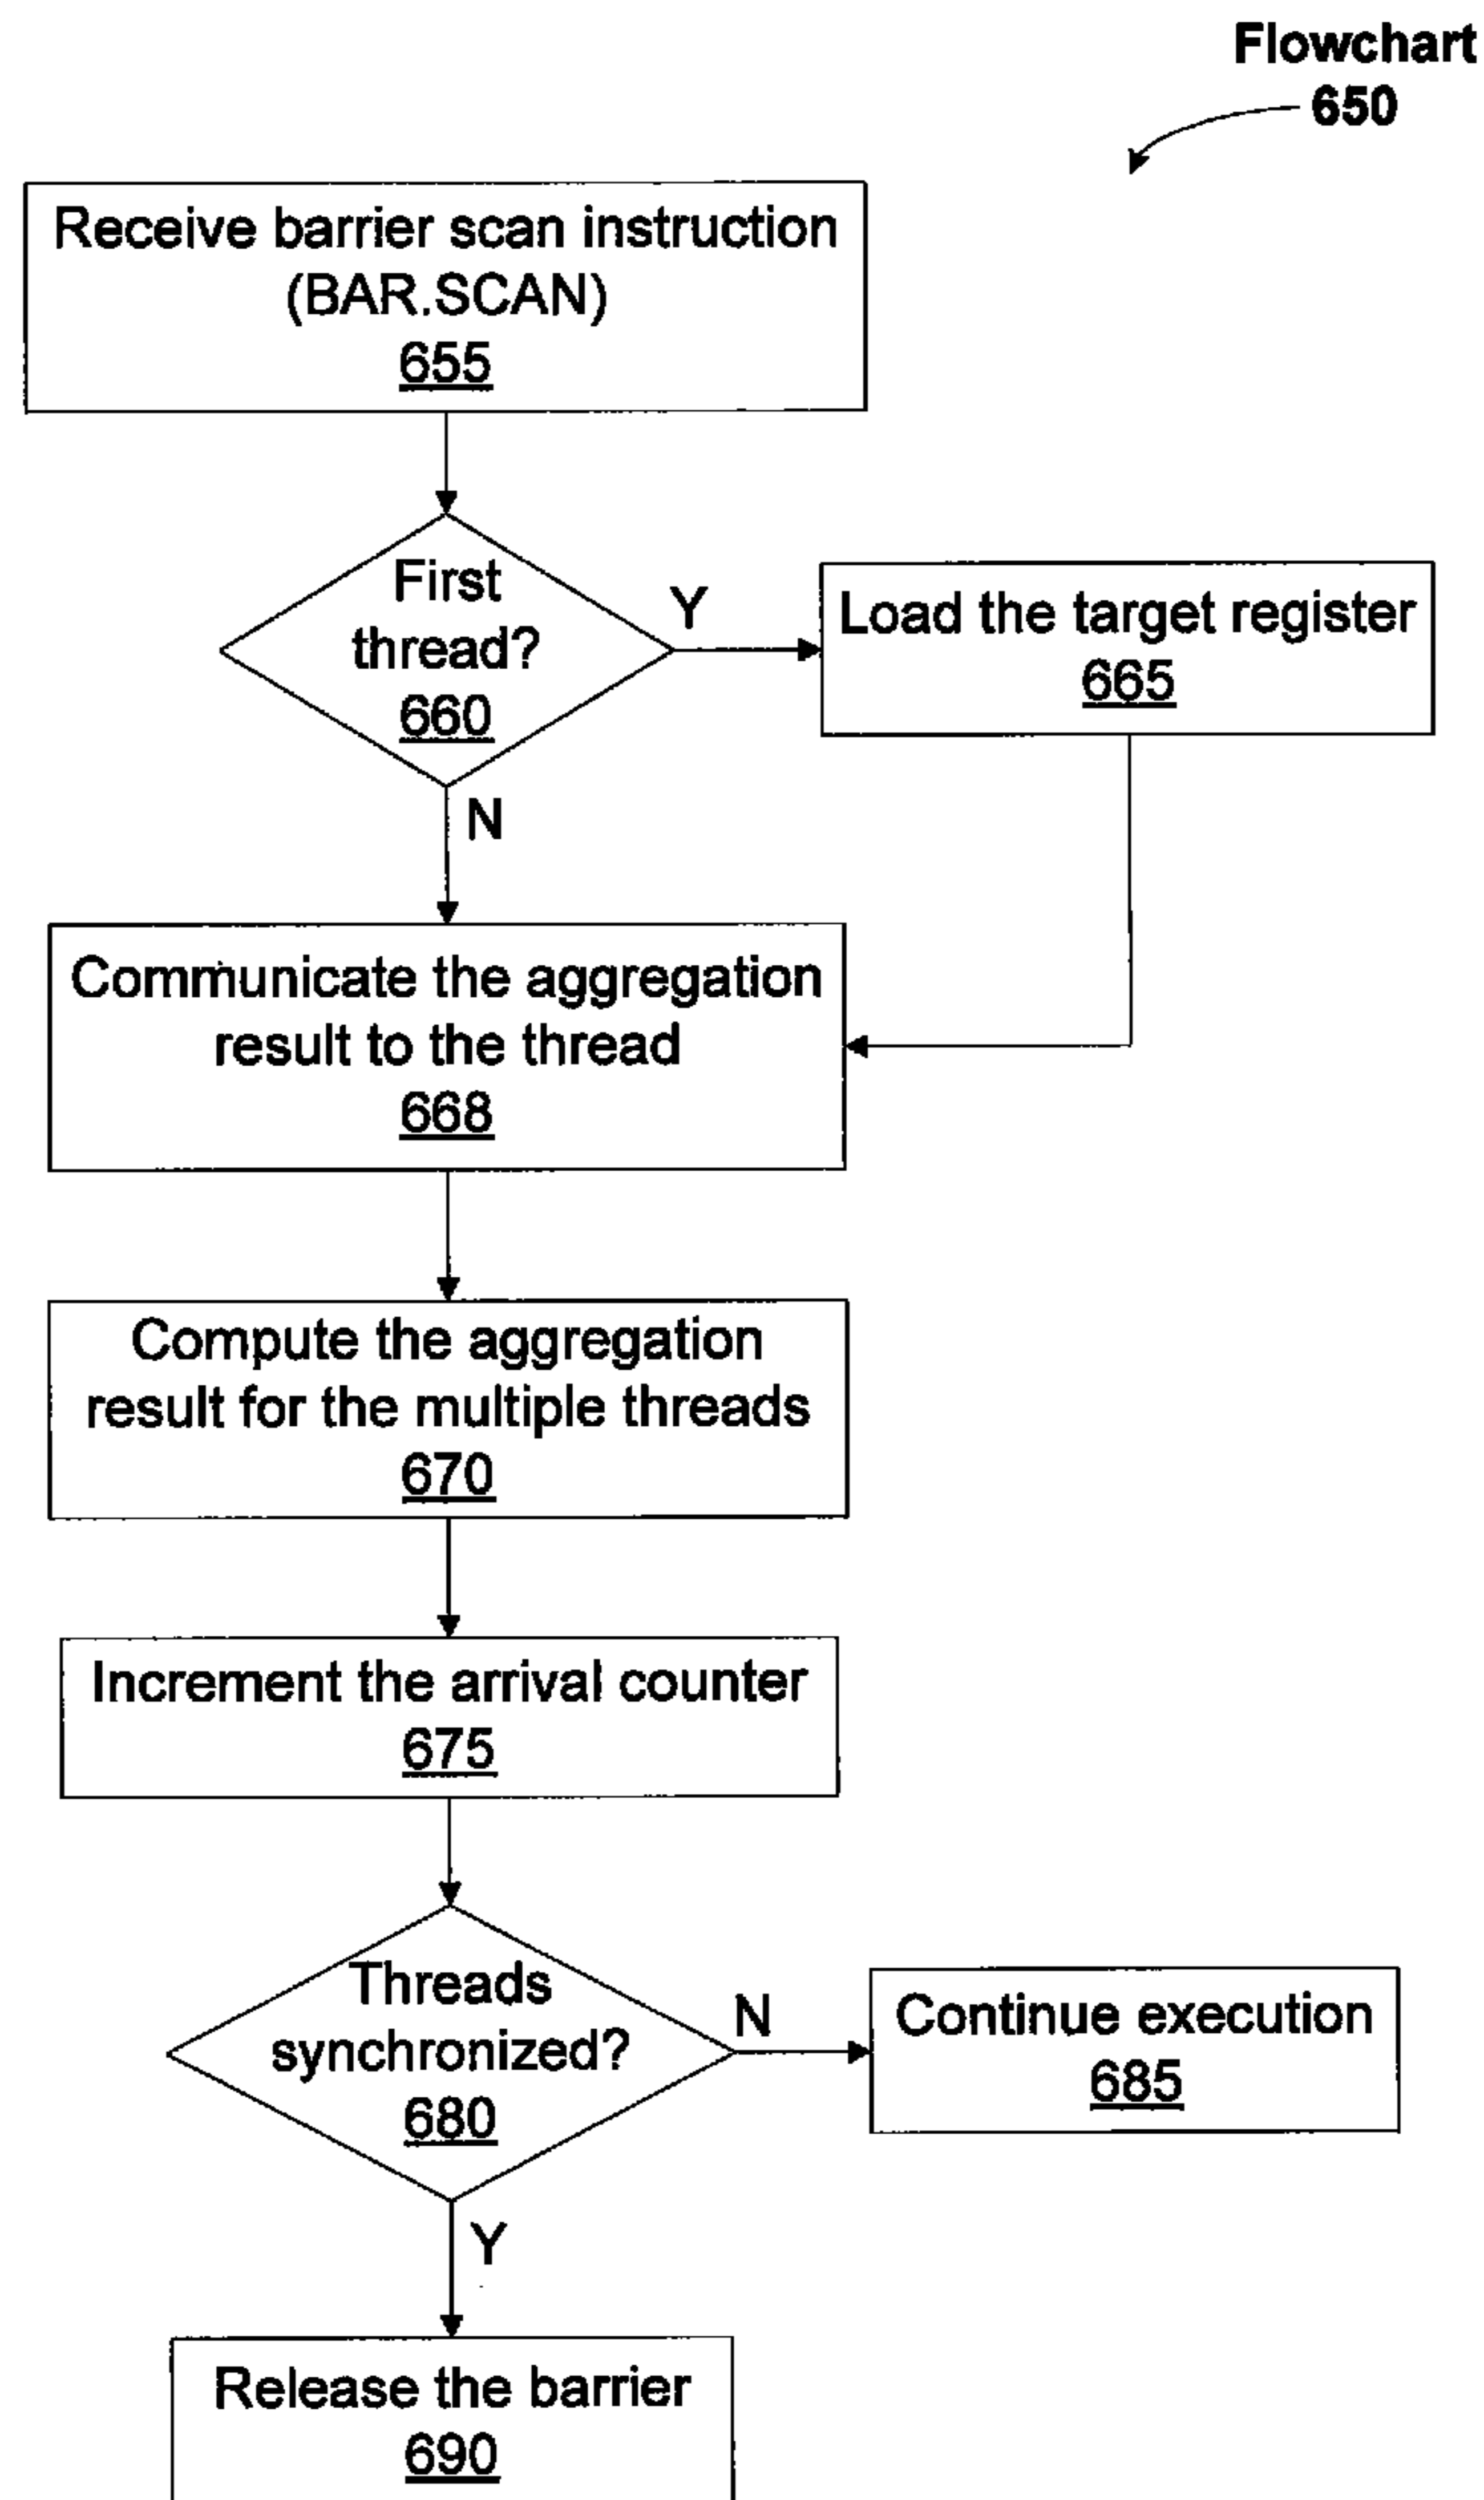 Flowchart
650
Receive barrier scan instruction
(BAR.SCAN)
655
First
thread?
660
Y
Load the target register
665
N
Communicate the aggregation
result to the thread
668
Compute the aggregation
result for the multiple threads
670
Increment the arrival counter
675
Threads
synchronized?
680
N
Continue execution
685
Y
Release the barrier
690